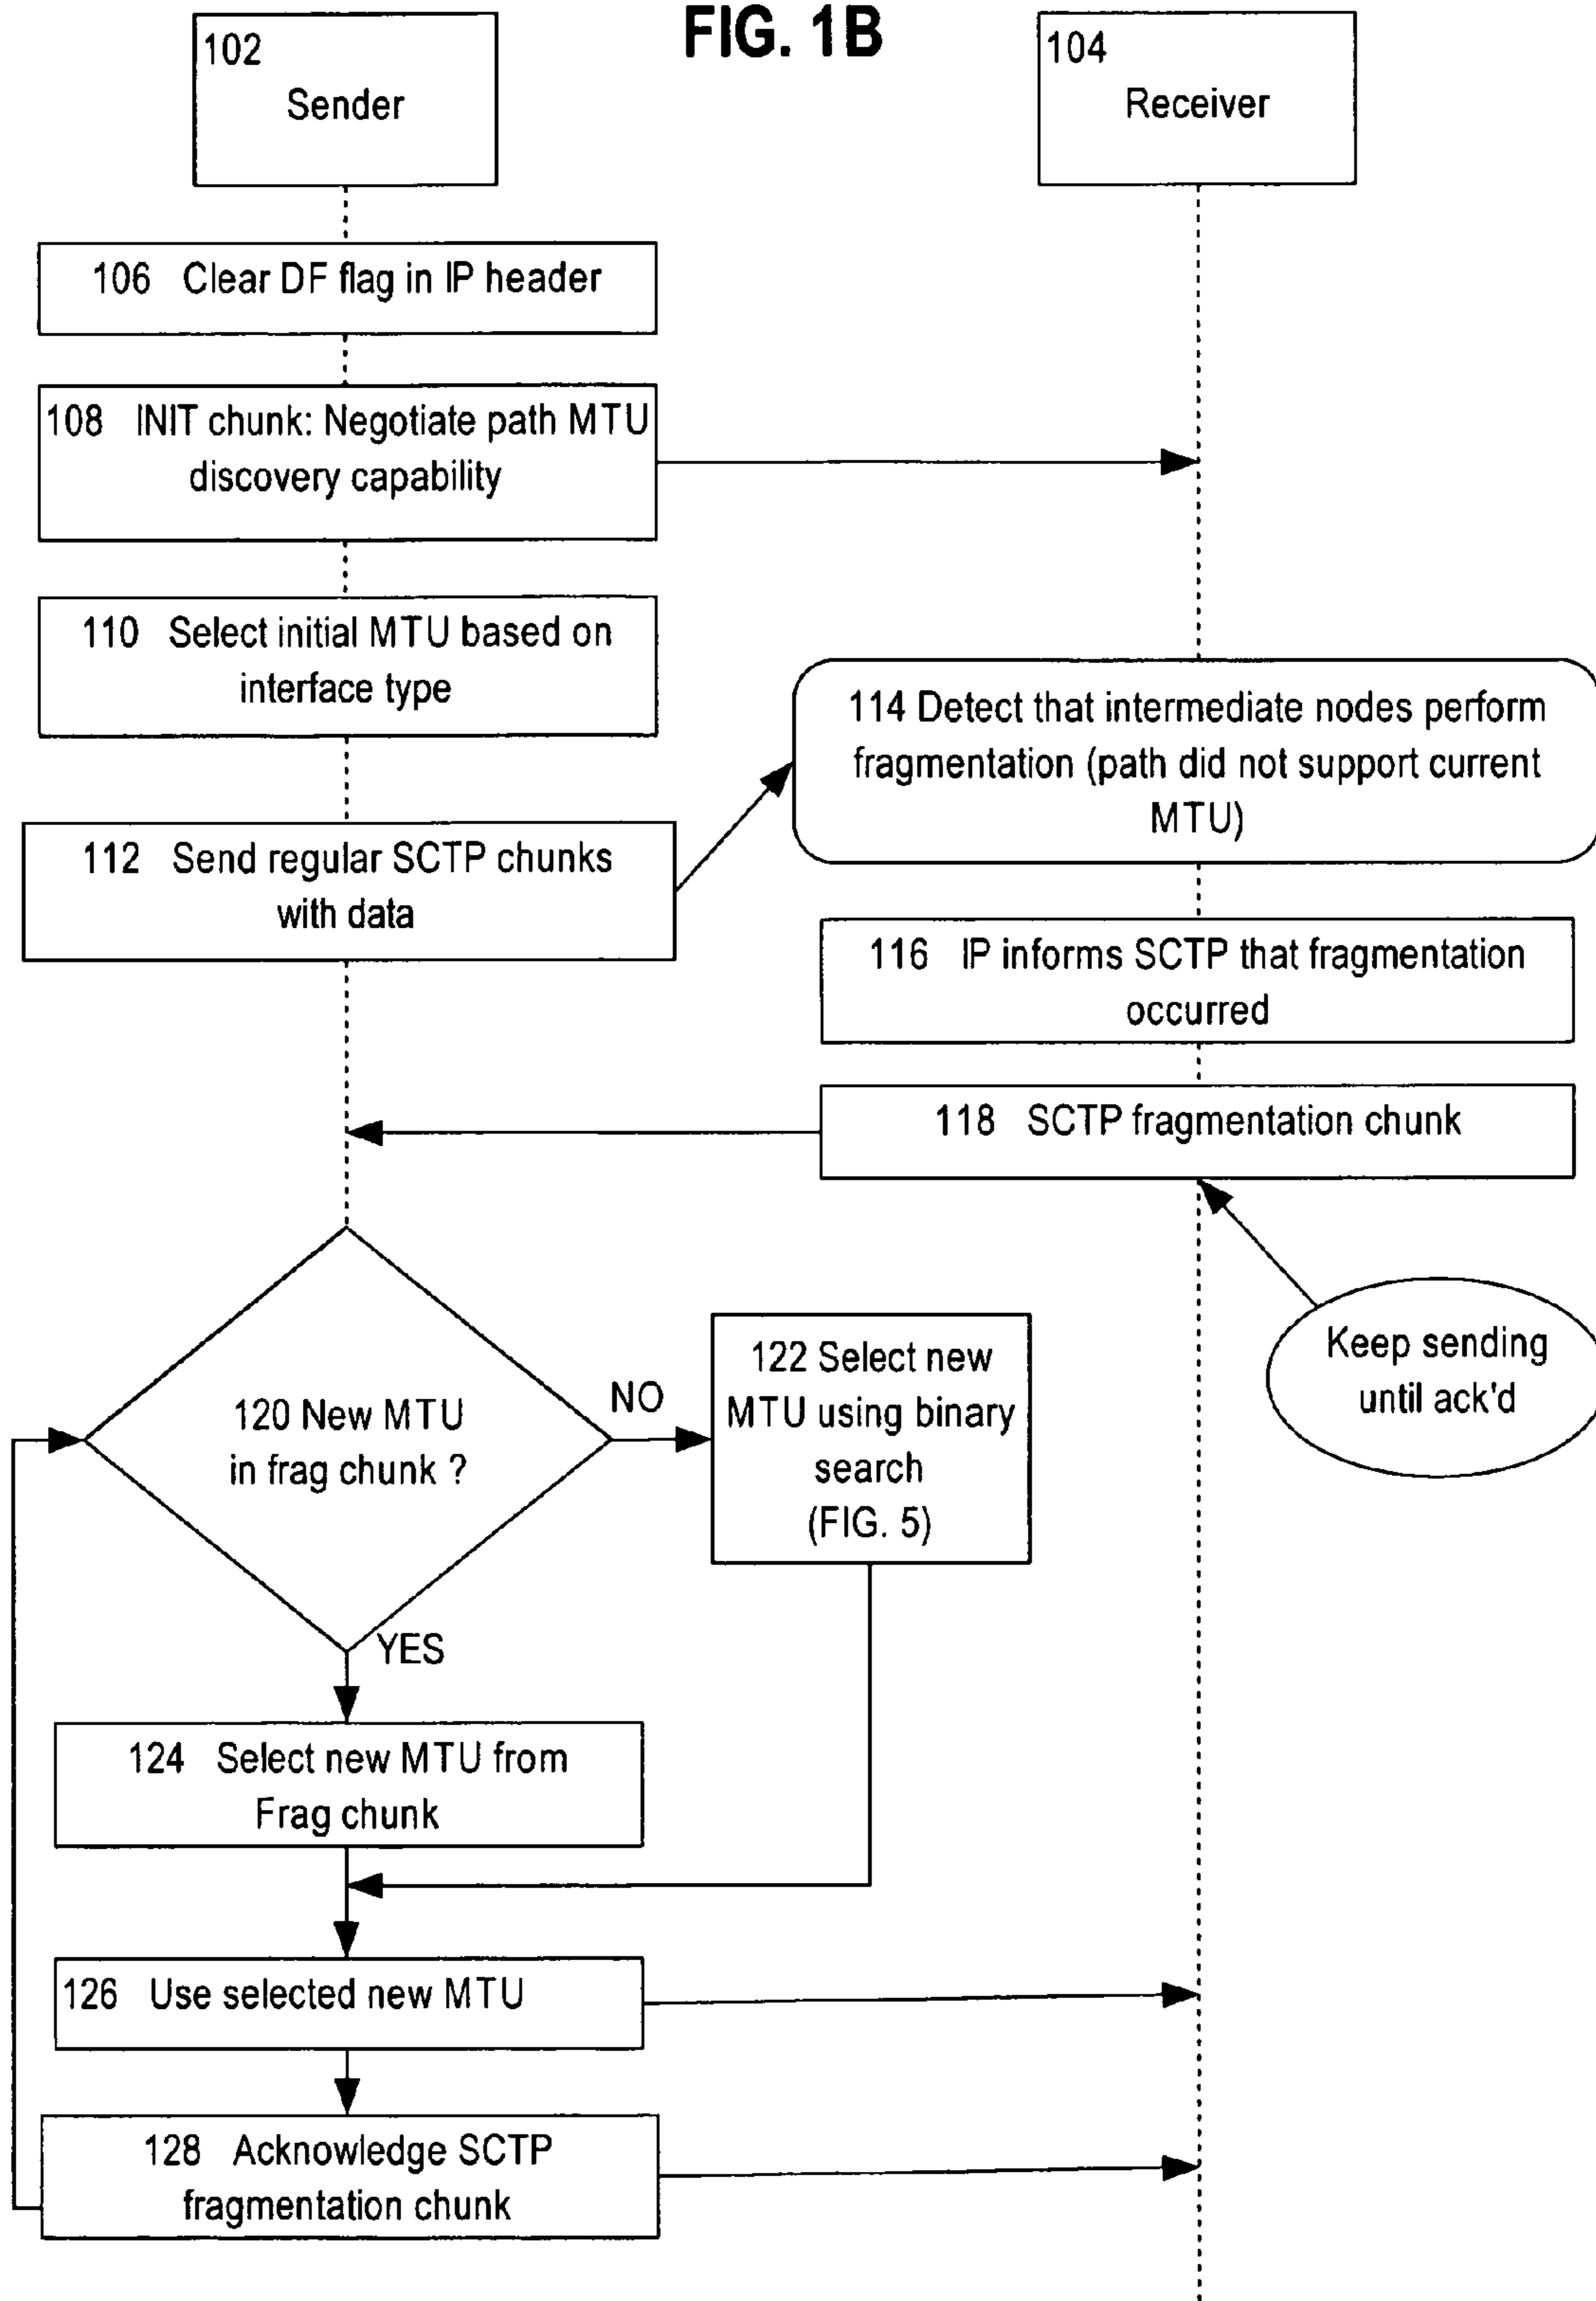 FIG. 1B
102
Sender
104
Receiver
106 Clear DF flag in IP header
108 INIT chunk: Negotiate path MTU
discovery capability
110 Select initial MTU based on
interface type
114 Detect that intermediate nodes perform
fragmentation (path did not support current
MTU)
112 Send regular SCTP chunks
with data
116 IP informs SCTP that fragmentation
occurred
118 SCTP fragmentation chunk
Keep sending
until ack'd
120 New MTU
in frag chunk ?
NO
122 Select new
MTU using binary
search
(FIG. 5)
YES
124 Select new MTU from
Frag chunk
126 Use selected new MTU
128 Acknowledge SCTP
fragmentation chunk